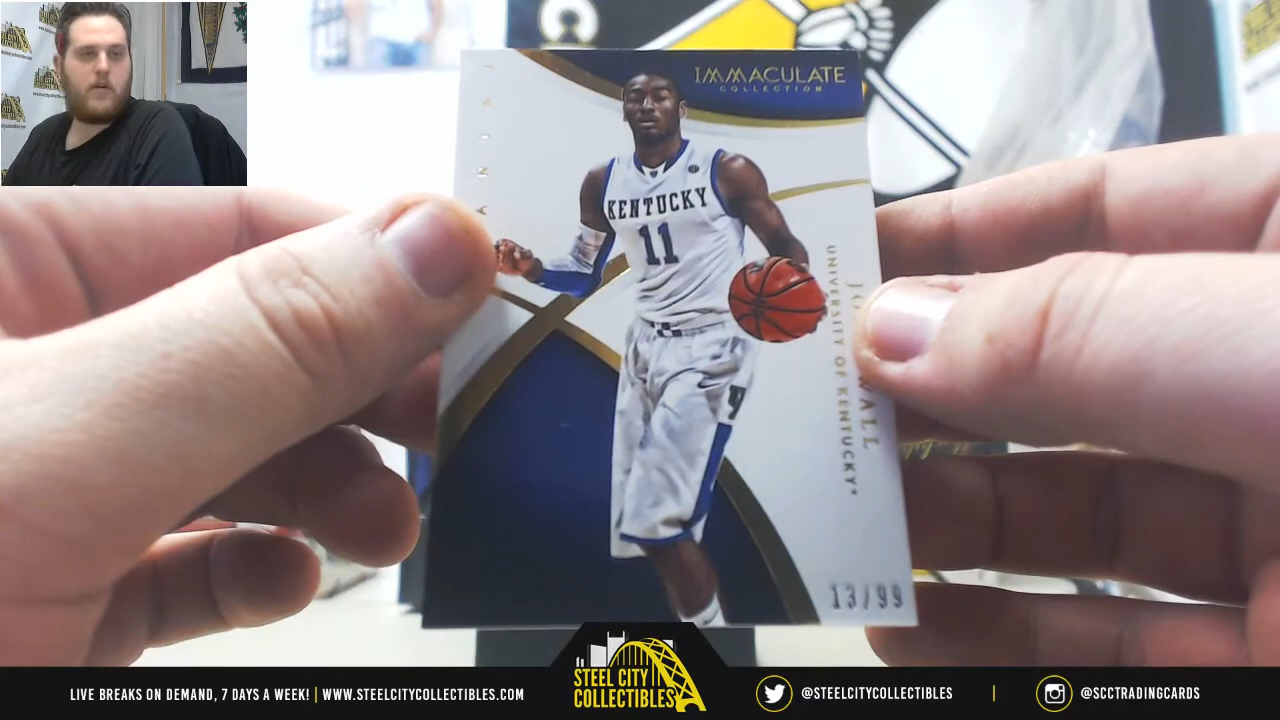 IMMACULATE
COLLECTION
KENTUCKY
11
UNIVERSITY OF KENTUCKY*
WALL
13/99
LIVE BREAKS ON DEMAND, 7 DAYS A WEEK! | WWW.STEELCITYCOLLECTIBLES.COM
STEEL CITY
COLLECTIBLES
@STEELCITYCOLLECTIBLES
|
@SCCTRADINGCARDS